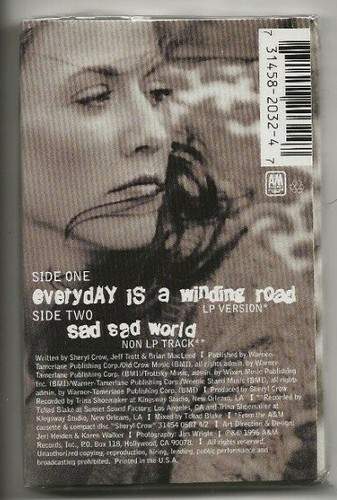 7 31458-2032-4 7
AM
RECORDS
SIDE ONE
everydAY iS a winding road
LP VERSION*
SIDE TWO
sad sad world
NON LP TRACK**
Written by Sheryl Crow, Jeff Trott & Brian MacLeod | Published by Warner-
Tamerlane Publishing Corp./Old Crow Music (BMI), all rights admin. by Warner-
Tamerlane Publishing Corp. (BMI)/Trottsky Music, admin. by Wixen Music Publishing
Inc. (BMI)/Warner-Tamerlane Publishing Corp./Weenie Stand Music (BMI), all rights
admin. by Warner-Tamerlane Publishing Corp. (BMI) | Produced by Sheryl Crow
Recorded by Trina Shoemaker at Kingsway Studio, New Orleans, LA | **Recorded by
Tchad Blake at Sunset Sound Factory, Los Angeles, CA and Trina Shoemaker at
Kingsway Studio, New Orleans, LA | Mixed by Tchad Blake | *From the A&M
cassette & compact disc "Sheryl Crow" 31454 0587 4/2 | Art Direction & Design:
Jeri Heiden & Karen Walker | Photography: Jim Wright | ℗© 1996 A&M
Records, Inc., P.O. Box 118, Hollywood, CA 90078. | All rights reserved.
Unauthorized copying, reproduction, hiring, lending, public performance and
broadcasting prohibited. Printed in the U.S.A.